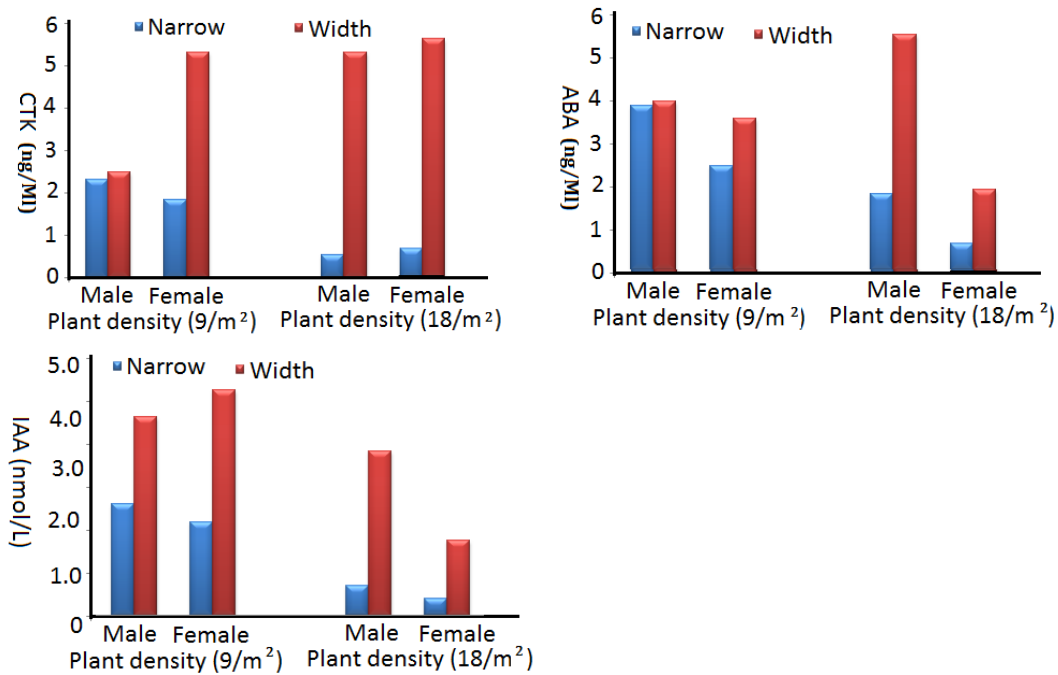 6
5
4
3
2
1
0
CTK (ng/Ml)
Narrow Width
Male Female Male Female
Plant density (9/m²) Plant density (18/m²)
6
5
4
3
2
1
0
ABA (ng/Ml)
Narrow Width
Male Female Male Female
Plant density (9/m²) Plant density (18/m²)
5.0
4.0
3.0
2.0
1.0
0
IAA (nmol/L)
Narrow Width
Male Female Male Female
Plant density (9/m²) Plant density (18/m²)